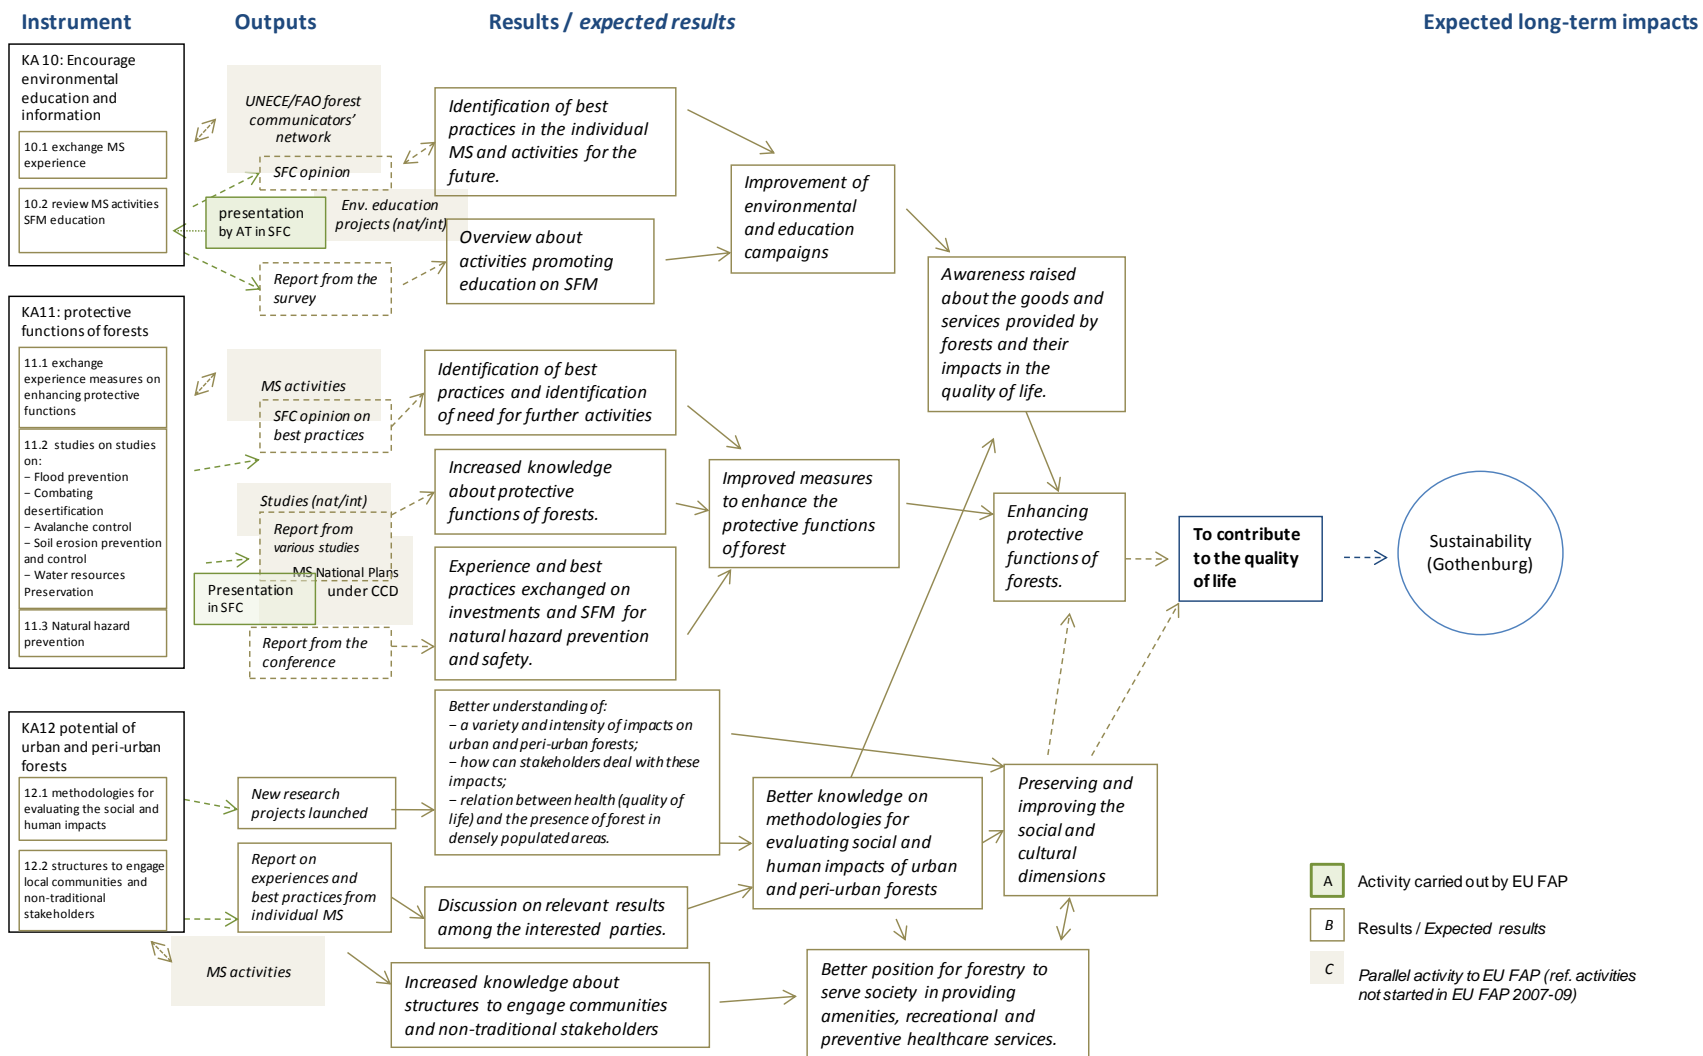 Instrument
Outputs
Results / expected results
Expected long-term impacts
KA 10: Encourage
environmental
education and
information
10.1 exchange MS
experience
10.2 review MS activities
SFM education
UNECE/FAO forest
communicators'
network
SFC opinion
presentation
by AT in SFC
Env. education
projects (nat/int)
Report from the
survey
Identification of best
practices in the individual
MS and activities for the
future.
Overview about
activities promoting
education on SFM
Improvement of
environmental
and education
campaigns
Awareness raised
about the goods and
services provided by
forests and their
impacts in the
quality of life.
KA11: protective
functions of forests
11.1 exchange
experience measures on
enhancing protective
functions
11.2 studies on studies
on:
– Flood prevention
– Combating
desertification
– Avalanche control
– Soil erosion prevention
and control
– Water resources
Preservation
11.3 Natural hazard
prevention
MS activities
SFC opinion on
best practices
Studies (nat/int)
Report from
various studies
MS National Plans
under CCD
Presentation
in SFC
Report from the
conference
Identification of best
practices and identification
of need for further activities
Increased knowledge
about protective
functions of forests.
Experience and best
practices exchanged on
investments and SFM for
natural hazard prevention
and safety.
Improved measures
to enhance the
protective functions
of forest
Enhancing
protective
functions of
forests.
To contribute
to the quality
of life
Sustainability
(Gothenburg)
KA12 potential of
urban and peri-urban
forests
12.1 methodologies for
evaluating the social and
human impacts
12.2 structures to engage
local communities and
non-traditional
stakeholders
New research
projects launched
Report on
experiences and
best practices from
individual MS
MS activities
Better understanding of:
– a variety and intensity of impacts on
urban and peri-urban forests;
– how can stakeholders deal with these
impacts;
– relation between health (quality of
life) and the presence of forest in
densely populated areas.
Discussion on relevant results
among the interested parties.
Increased knowledge about
structures to engage communities
and non-traditional stakeholders
Better knowledge on
methodologies for
evaluating social and
human impacts of urban
and peri-urban forests
Better position for forestry to
serve society in providing
amenities, recreational and
preventive healthcare services.
Preserving and
improving the
social and
cultural
dimensions
A Activity carried out by EU FAP
B Results / Expected results
C Parallel activity to EU FAP (ref. activities
not started in EU FAP 2007-09)